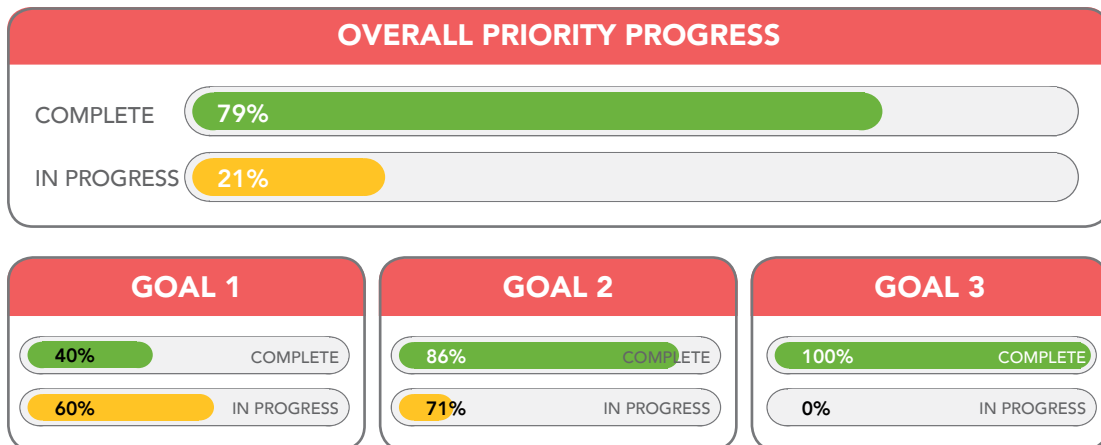 OVERALL PRIORITY PROGRESS
COMPLETE 79%
IN PROGRESS 21%
GOAL 1
40% COMPLETE
60% IN PROGRESS
GOAL 2
86% COMPLETE
71% IN PROGRESS
GOAL 3
100% COMPLETE
0% IN PROGRESS